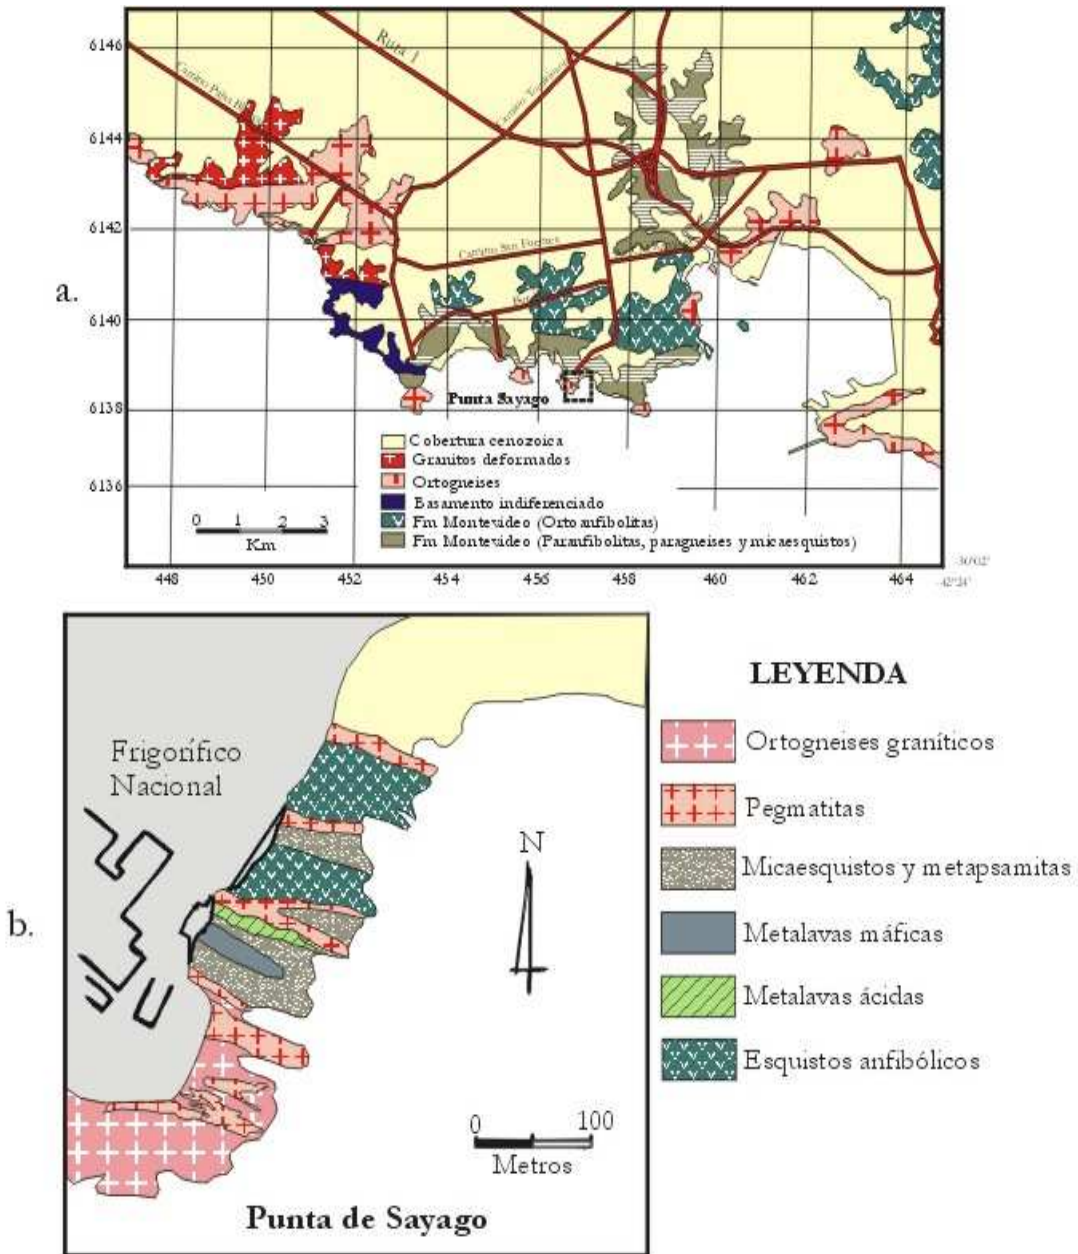 6146
6144
6142
6140
6138
6136
Ruta 1
a.
Punta Sayago
Cobertura cenozoica
Granitos deformados
Ortogneises
Basamento indiferenciado
Fm Montevideo (Ortoanfibolitas)
Fm Montevideo (Paranfibolitas, paragneises y micaesquistos)
0 1 2 3
Km
448 450 452 454 456 458 460 462 464
b.
Frigorífico
Nacional
N
0 100
Metros
Punta de Sayago
LEYENDA
Ortogneises graníticos
Pegmatitas
Micaesquistos y metapsamitas
Metalavas máficas
Metalavas ácidas
Esquistos anfibólicos